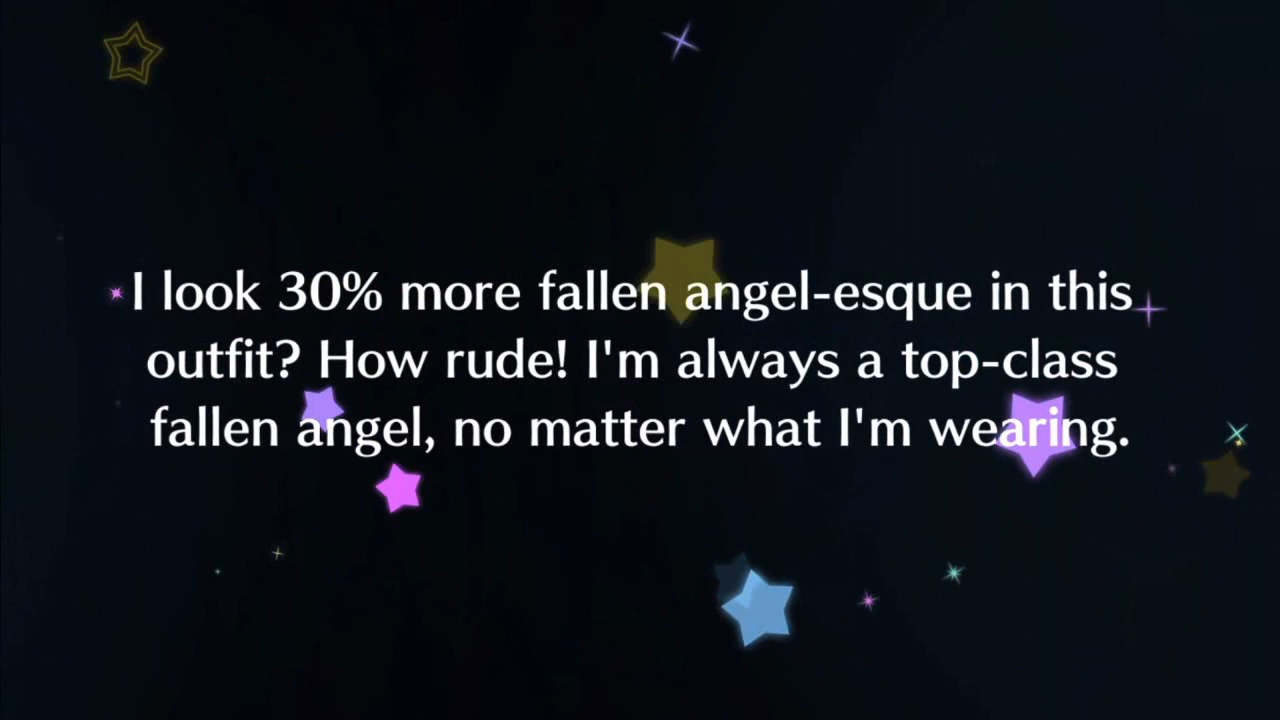 I look 30% more fallen angel-esque in this
outfit? How rude! I'm always a top-class
fallen angel, no matter what I'm wearing.